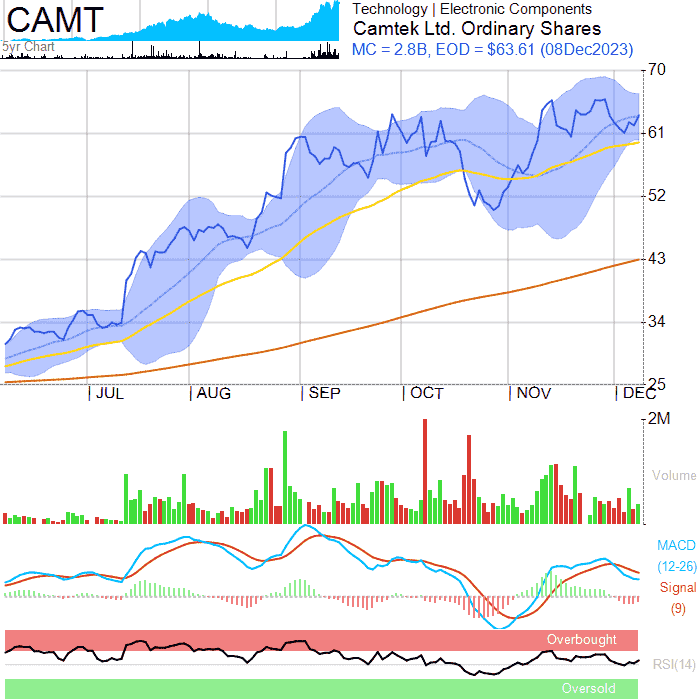 CAMT
Technology | Electronic Components
Camtek Ltd. Ordinary Shares
MC = 2.8B, EOD = $63.61 (08Dec2023)
5yr Chart
70
61
52
43
34
25
JUL
AUG
SEP
OCT
NOV
DEC
2M
Volume
MACD
(12-26)
Signal
(9)
Overbought
RSI(14)
Oversold